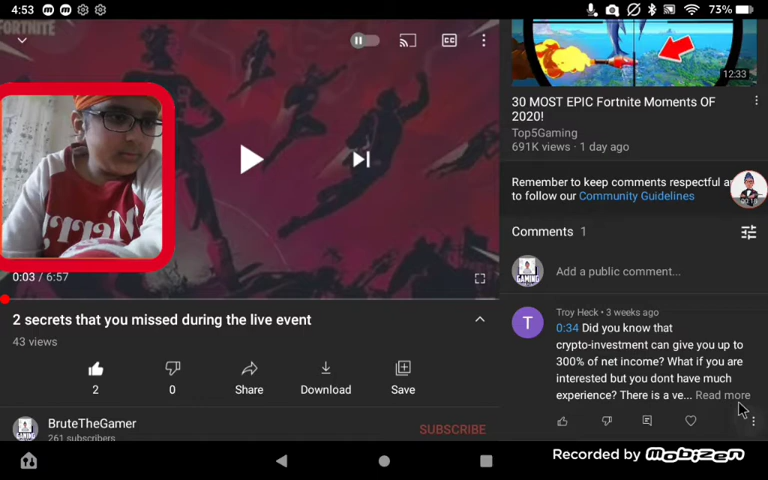 4:53
73%
FORTNITE
CC
0:03 / 6:57
2 secrets that you missed during the live event
43 views
2
0
Share
Download
Save
BruteTheGamer
261 subscribers
SUBSCRIBE
12:33
30 MOST EPIC Fortnite Moments OF
2020!
Top5Gaming
691K views • 1 day ago
Remember to keep comments respectful a
to follow our Community Guidelines
Comments 1
GAMING
Add a public comment...
T
Troy Heck • 3 weeks ago
0:34 Did you know that
crypto-investment can give you up to
300% of net income? What if you are
interested but you dont have much
experience? There is a ve... Read more
Recorded by Mobizen